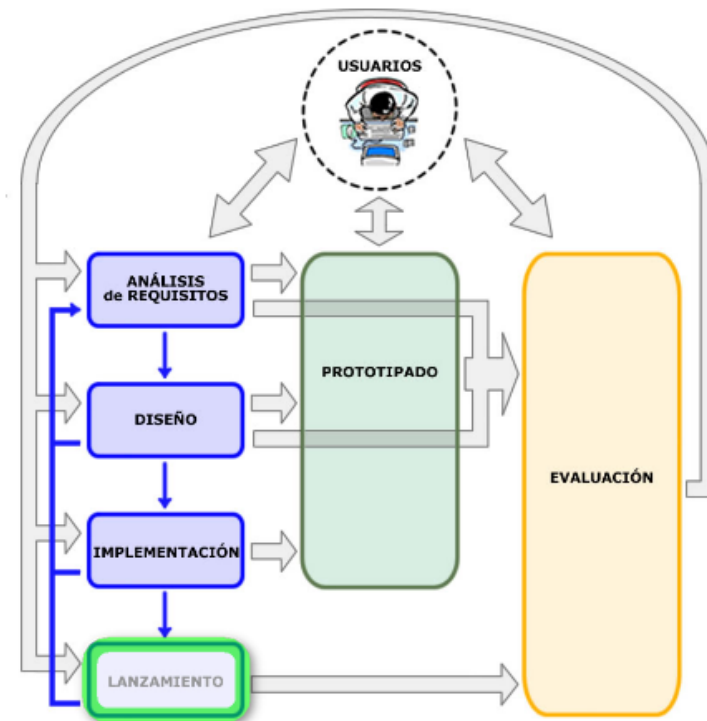 USUARIOS
ANÁLISIS
de REQUISITOS
PROTOTIPADO
DISEÑO
EVALUACIÓN
IMPLEMENTACIÓN
LANZAMIENTO